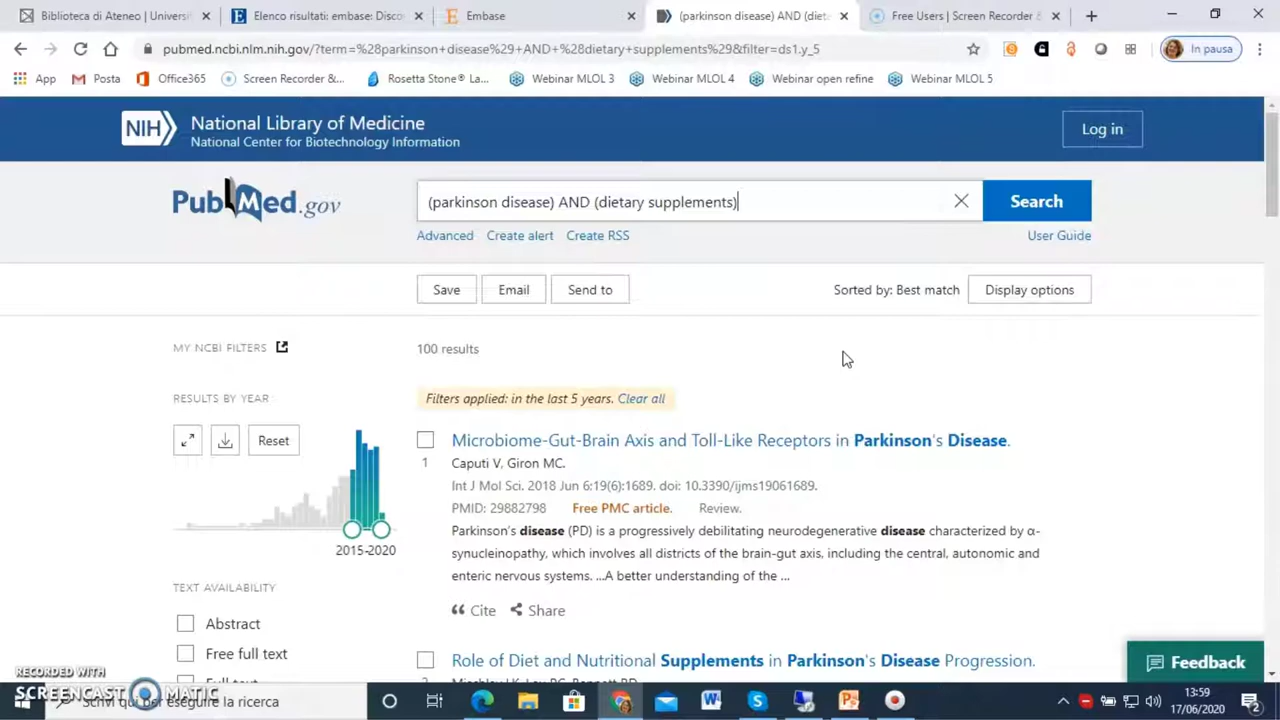 Biblioteca di Ateneo | Universi
Elenco risultati: embase: Disco
Embase
(parkinson disease) AND (dieta
Free Users | Screen Recorder &
pubmed.ncbi.nlm.nih.gov/?term=%28parkinson+disease%29+AND+%28dietary+supplements%29&filter=ds1.y_5
In pausa
App
Posta
Office365
Screen Recorder &...
Rosetta Stone® La...
Webinar MLOL 3
Webinar MLOL 4
Webinar open refine
Webinar MLOL 5
NIH
National Library of Medicine
National Center for Biotechnology Information
Log in
PubMed.gov
(parkinson disease) AND (dietary supplements)
Search
Advanced Create alert Create RSS
User Guide
Save
Email
Send to
Sorted by: Best match
Display options
MY NCBI FILTERS
100 results
RESULTS BY YEAR
Filters applied: in the last 5 years. Clear all
Reset
2015-2020
Microbiome-Gut-Brain Axis and Toll-Like Receptors in Parkinson's Disease.
1
Caputi V, Giron MC.
Int J Mol Sci. 2018 Jun 6;19(6):1689. doi: 10.3390/ijms19061689.
PMID: 29882798 Free PMC article. Review.
Parkinson's disease (PD) is a progressively debilitating neurodegenerative disease characterized by α-
synucleinopathy, which involves all districts of the brain-gut axis, including the central, autonomic and
enteric nervous systems. ...A better understanding of the ...
Cite
Share
TEXT AVAILABILITY
Abstract
Free full text
Role of Diet and Nutritional Supplements in Parkinson's Disease Progression.
Feedback
RECORDED WITH
SCREENCAST MATIC
Scrivi qui per eseguire la ricerca
13:59
17/06/2020
2